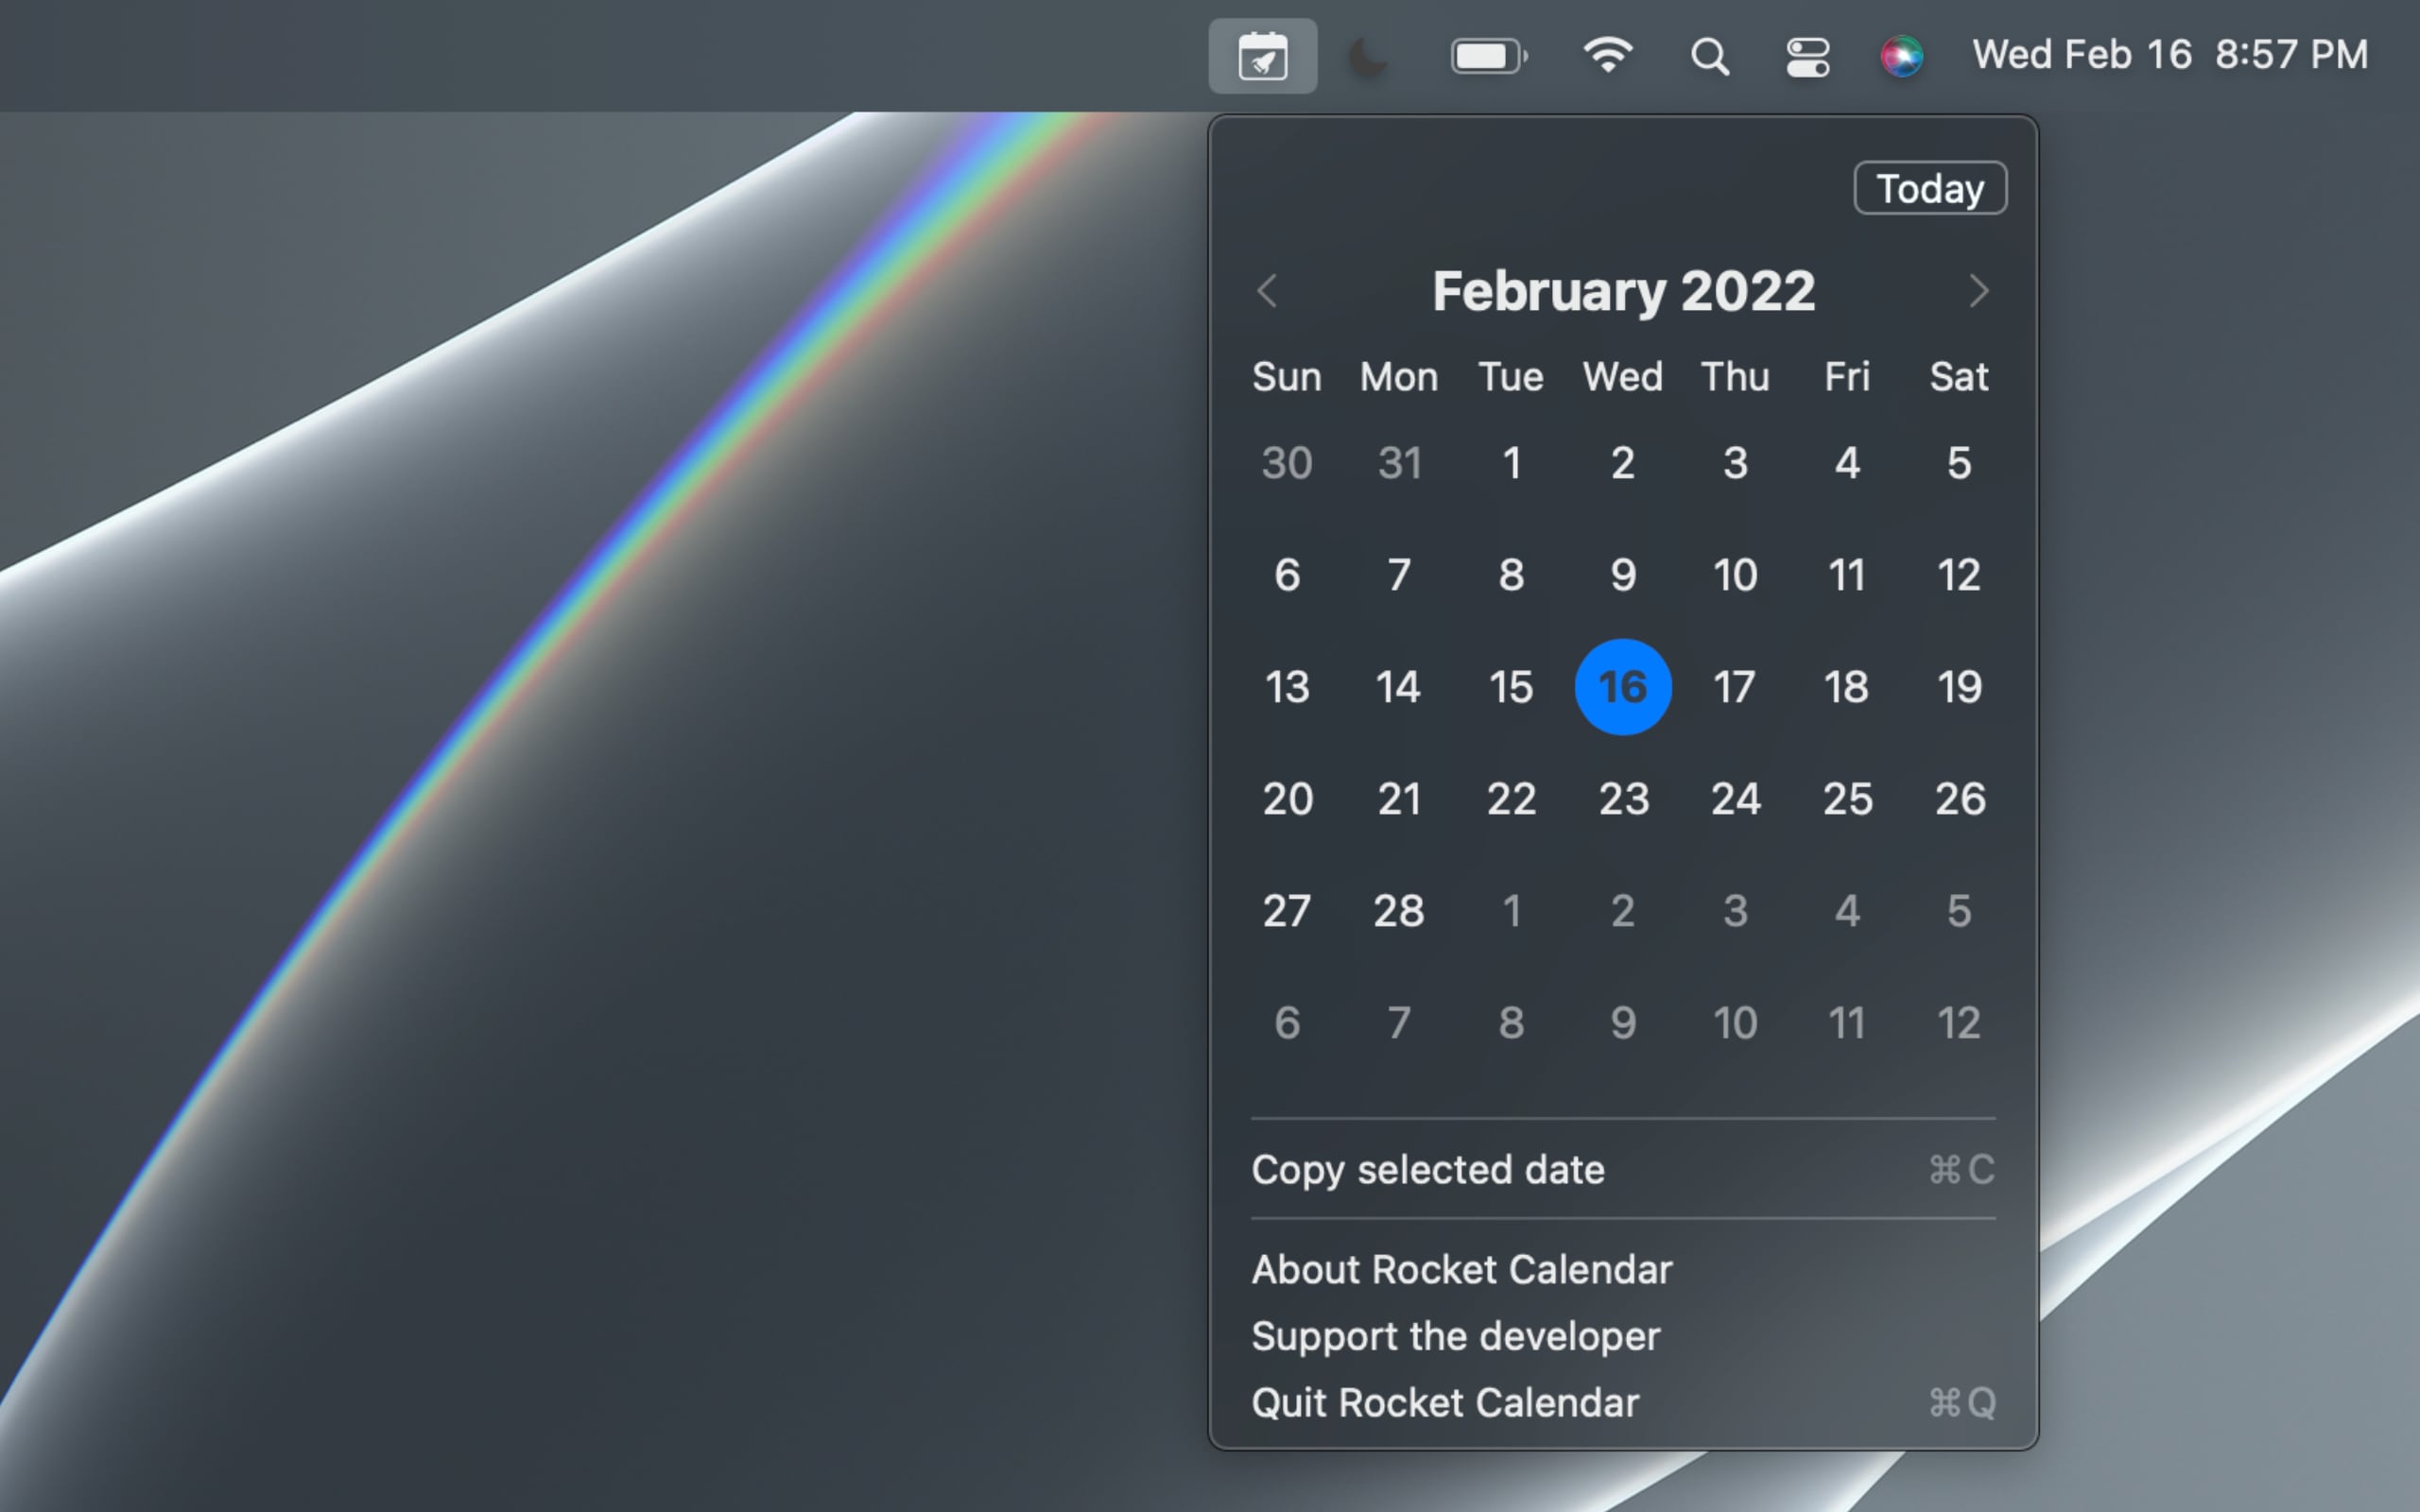 Wed Feb 16 8:57 PM
Today
February 2022
Sun Mon Tue Wed Thu Fri Sat
30 31 1 2 3 4 5
6 7 8 9 10 11 12
13 14 15 16 17 18 19
20 21 22 23 24 25 26
27 28 1 2 3 4 5
6 7 8 9 10 11 12
Copy selected date ⌘C
About Rocket Calendar
Support the developer
Quit Rocket Calendar ⌘Q